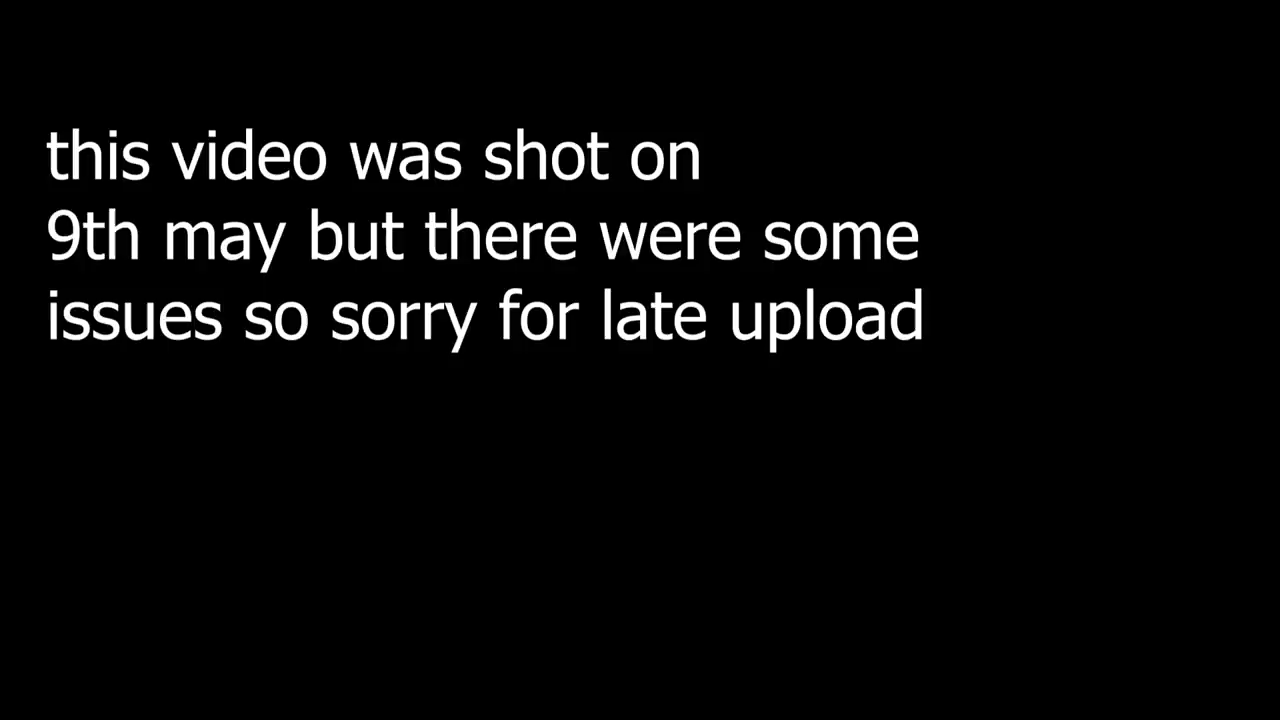 this video was shot on
9th may but there were some
issues so sorry for late upload